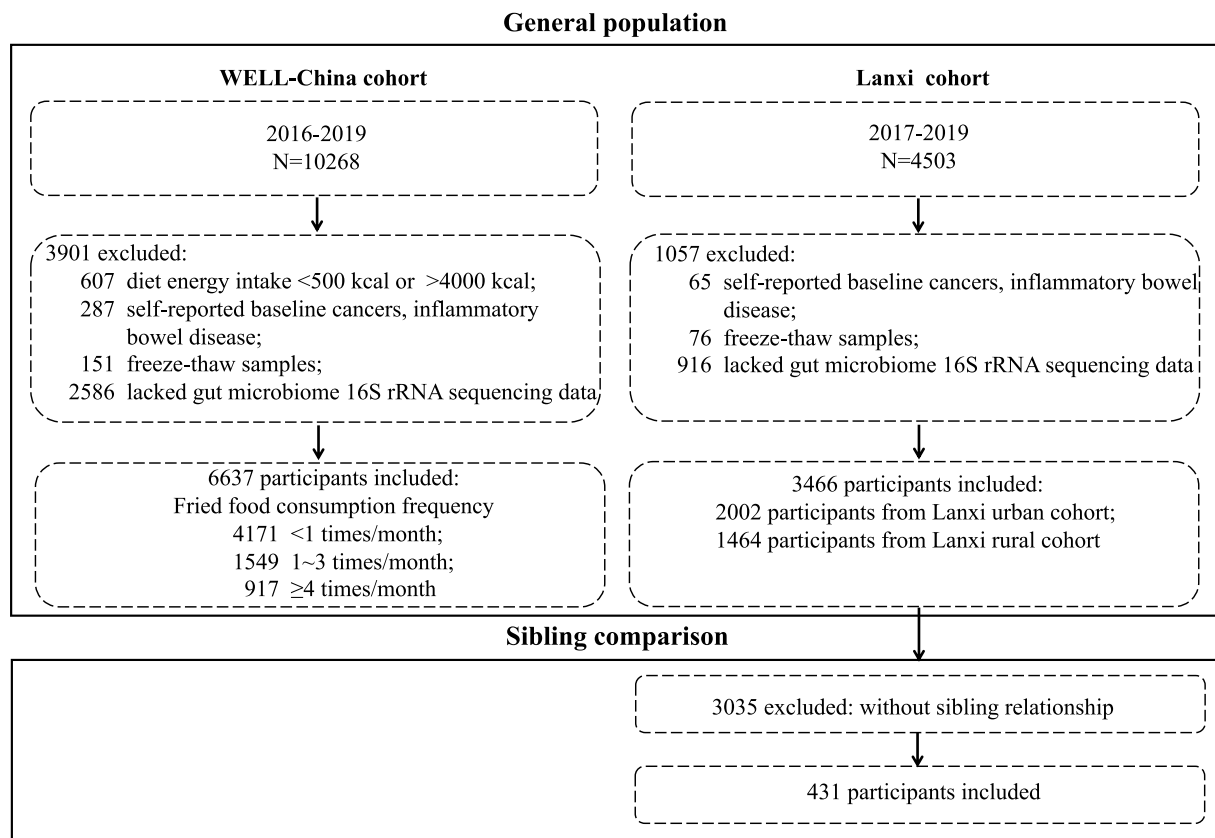 General population
WELL-China cohort
2016-2019
N=10268
3901 excluded:
607 diet energy intake <500 kcal or >4000 kcal;
287 self-reported baseline cancers, inflammatory
bowel disease;
151 freeze-thaw samples;
2586 lacked gut microbiome 16S rRNA sequencing data
6637 participants included:
Fried food consumption frequency
4171 <1 times/month;
1549 1~3 times/month;
917 ≥4 times/month
Lanxi cohort
2017-2019
N=4503
1057 excluded:
65 self-reported baseline cancers, inflammatory bowel
disease;
76 freeze-thaw samples;
916 lacked gut microbiome 16S rRNA sequencing data
3466 participants included:
2002 participants from Lanxi urban cohort;
1464 participants from Lanxi rural cohort
Sibling comparison
3035 excluded: without sibling relationship
431 participants included